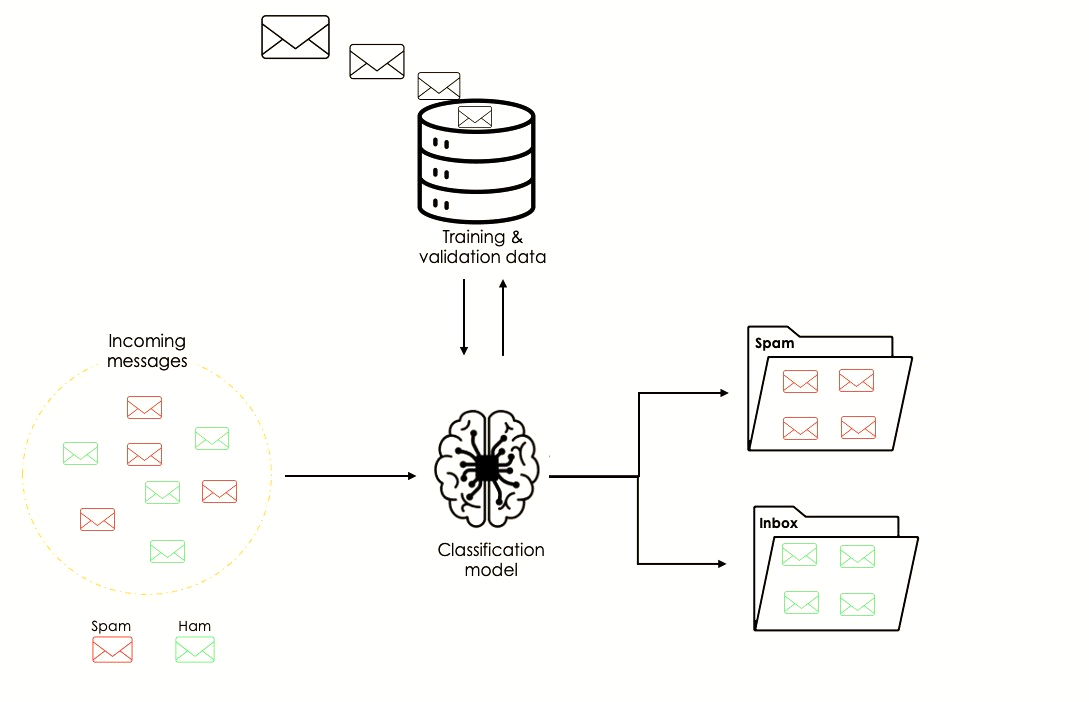 Training &
validation data
Incoming
messages
Spam
Classification
model
Inbox
Spam
Ham